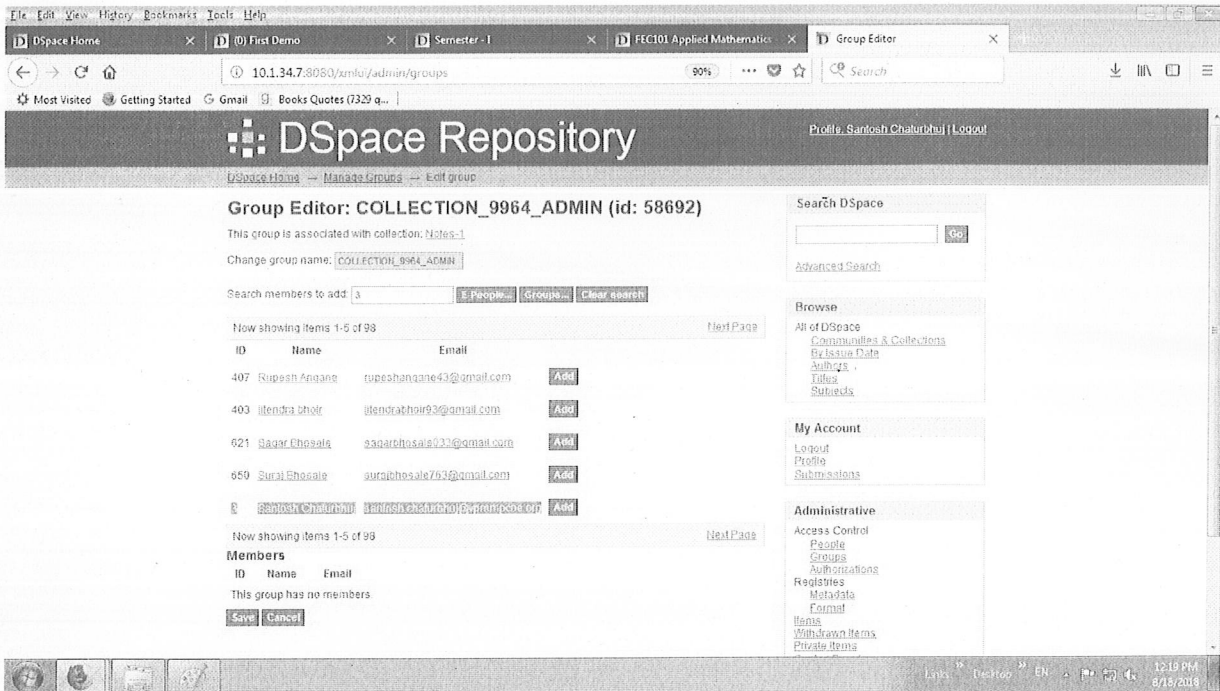 File Edit View History Bookmarks Tools Help
DSpace Home × (0) First Demo × Semester - I × FEC101 Applied Mathematics × Group Editor ×
10.1.34.7:8080/xmlui/admin/groups 90% Search
Most Visited Getting Started Gmail Books Quotes (7329 q...
DSpace Repository
Profile: Santosh Chaturbhuj | Logout
DSpace Home → Manage Groups → Edit group
Group Editor: COLLECTION_9964_ADMIN (id: 58692)
This group is associated with collection: Notes-1
Change group name: COLLECTION_9964_ADMIN
Search members to add: 3 E-People... Groups... Clear search
Now showing items 1-5 of 98 Next Page
ID Name Email
407 Rupesh Angane rupeshangane43@gmail.com Add
403 jitendra bhoir jitendrabhoir93@gmail.com Add
621 Sagar Bhosale sagarbhosale033@gmail.com Add
650 Suraj Bhosale surajbhosale763@gmail.com Add
Santosh Chaturbhuj Add
Now showing items 1-5 of 98 Next Page
Members
ID Name Email
This group has no members
Save Cancel
Search DSpace
Go
Advanced Search
Browse
All of DSpace
Communities & Collections
By Issue Date
Authors
Titles
Subjects
My Account
Logout
Profile
Submissions
Administrative
Access Control
People
Groups
Authorizations
Registries
Metadata
Format
Items
Withdrawn Items
Private Items
Links Desktop EN 12:19 PM
6/18/2018